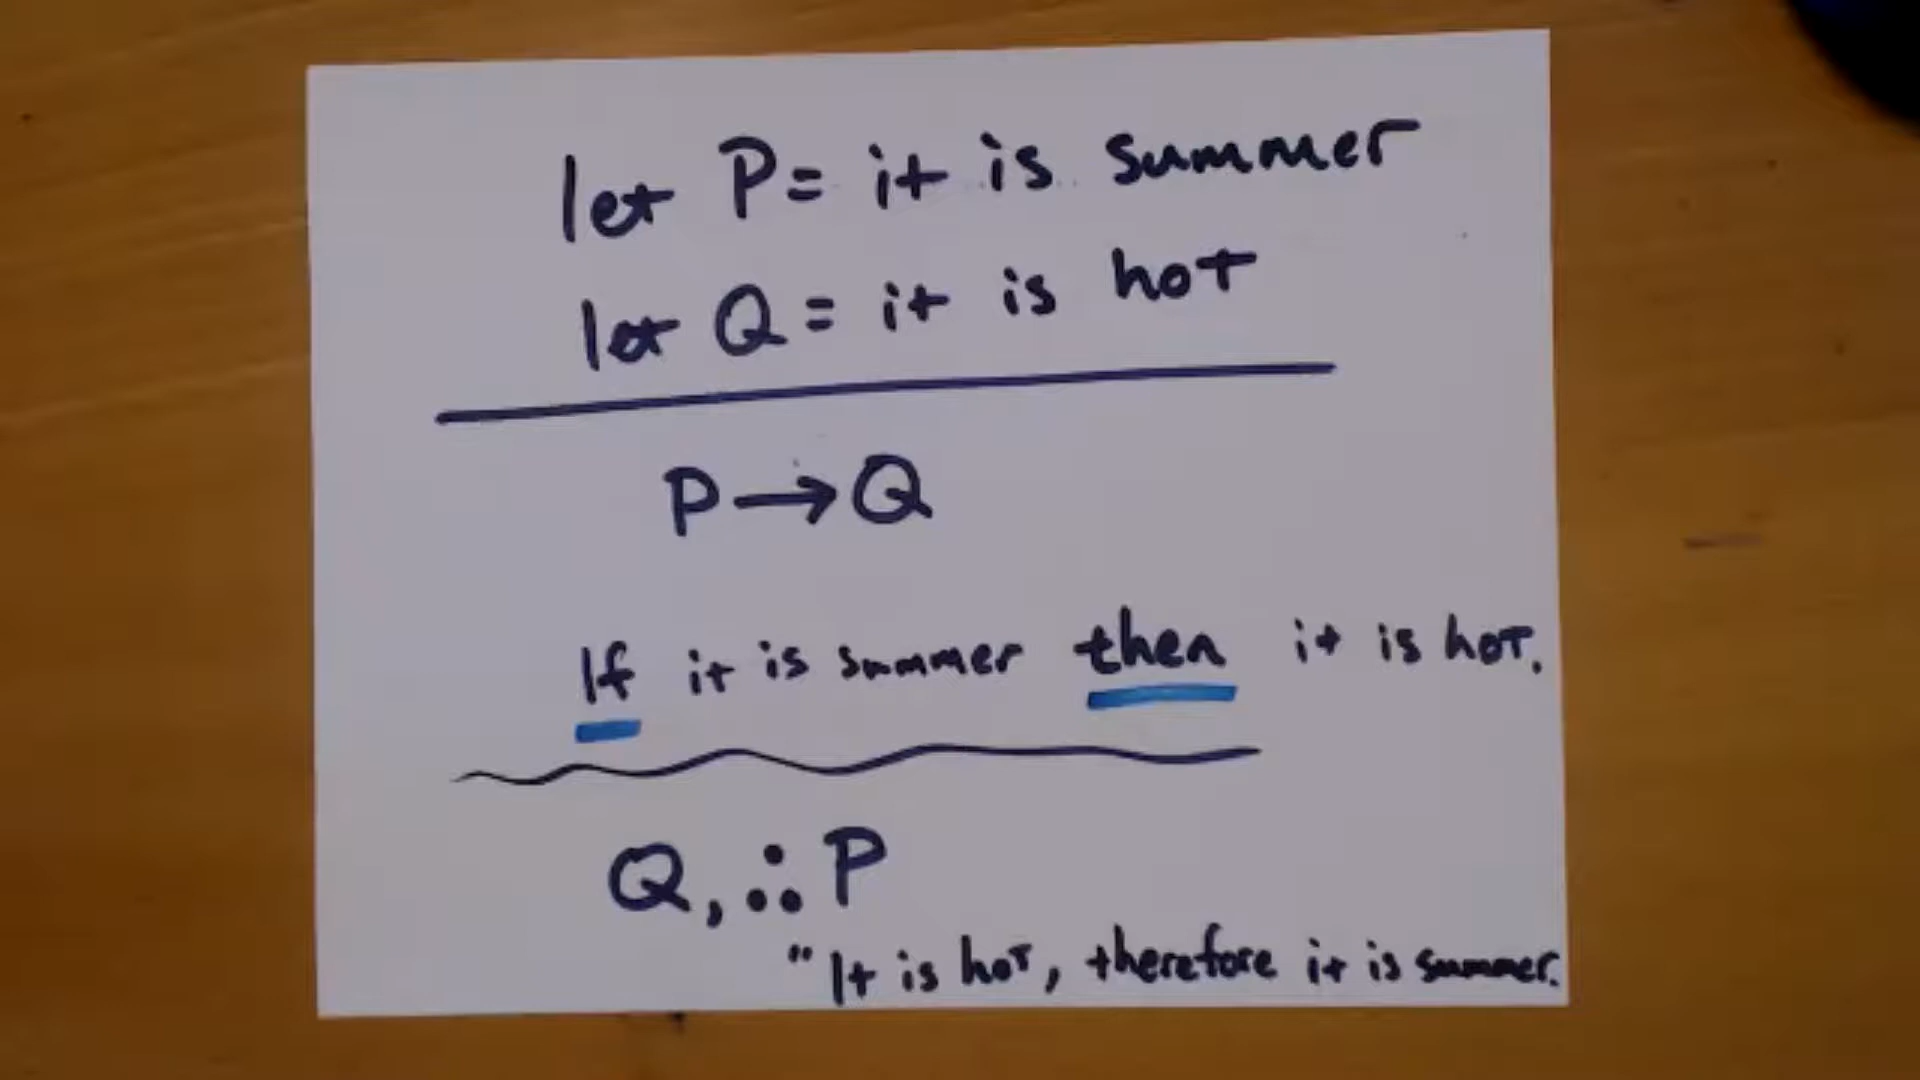 let P= it is summer
let Q= it is hot
P→Q
If it is summer then it is hot.
Q, ∴ P
"It is hot, therefore it is summer.